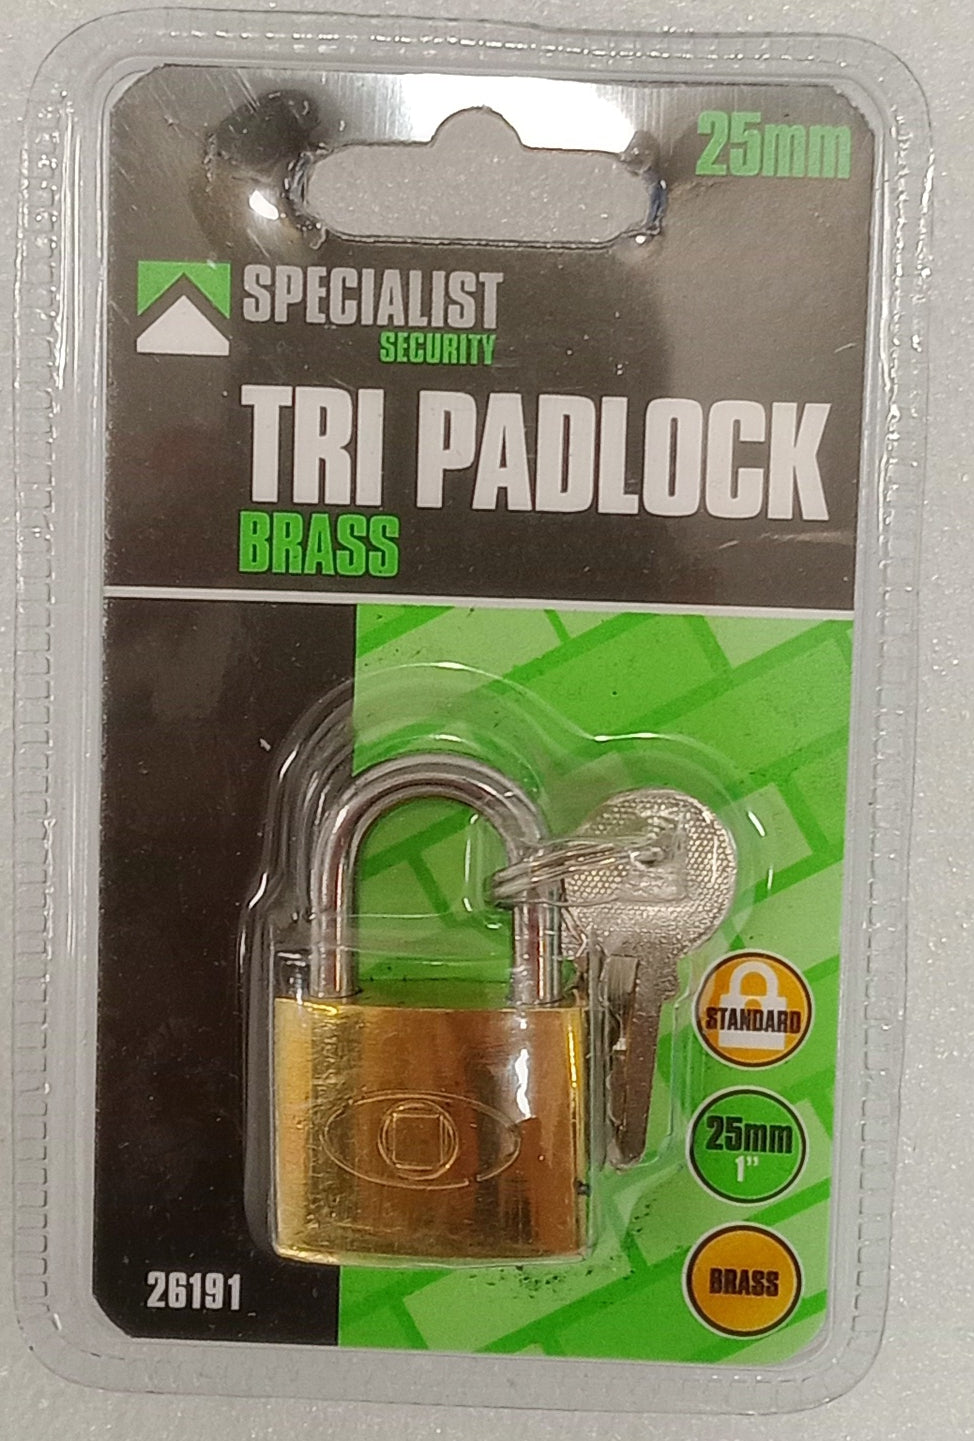 25mm
SPECIALIST
SECURITY
TRI PADLOCK
BRASS
STANDARD
25mm
1"
BRASS
26191